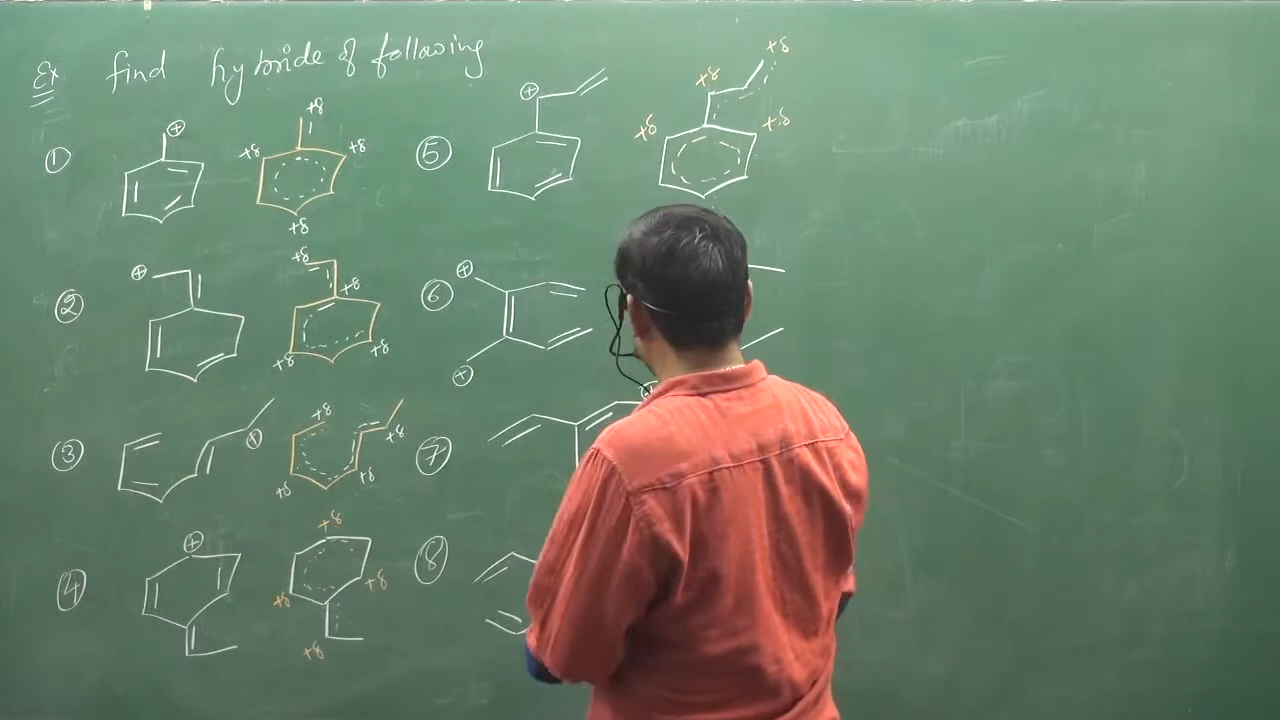 Ex find hybride of following
① ⊕ +δ +δ +δ +δ
② ⊕ +δ +δ +δ +δ
③ ⊕ +δ +δ +δ +δ
④ ⊕ +δ +δ +δ +δ
⑤ ⊕ +δ +δ +δ +δ
⑥ ⊕ ⊕
⑦
⑧